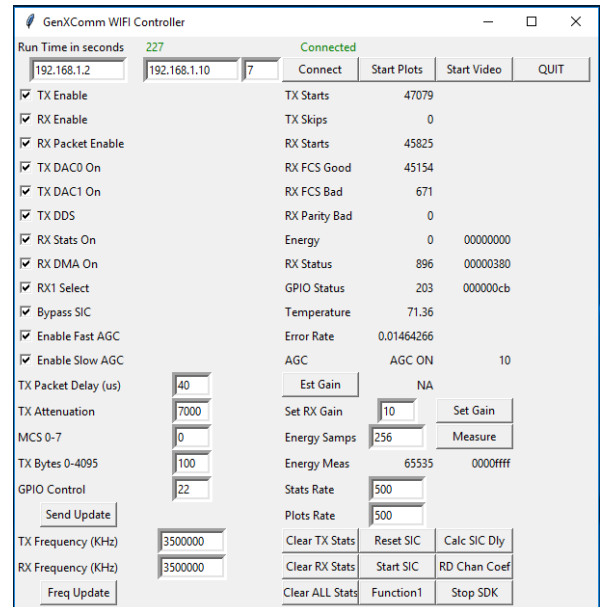 GenXComm WIFI Controller
Run Time in seconds 227 Connected
192.168.1.2 192.168.1.10 7 Connect Start Plots Start Video QUIT
TX Enable TX Starts 47079
RX Enable TX Skips 0
RX Packet Enable RX Starts 45825
TX DAC0 On RX FCS Good 45154
TX DAC1 On RX FCS Bad 671
TX DDS RX Parity Bad 0
RX Stats On Energy 0 00000000
RX DMA On RX Status 896 00000380
RX1 Select GPIO Status 203 000000cb
Bypass SIC Temperature 71.36
Enable Fast AGC Error Rate 0.01464266
Enable Slow AGC AGC AGC ON 10
TX Packet Delay (us) 40 Est Gain NA
TX Attenuation 7000 Set RX Gain 10 Set Gain
MCS 0-7 0 Energy Samps 256 Measure
TX Bytes 0-4095 100 Energy Meas 65535 0000ffff
GPIO Control 22 Stats Rate 500
Send Update Plots Rate 500
TX Frequency (KHz) 3500000 Clear TX Stats Reset SIC Calc SIC Dly
RX Frequency (KHz) 3500000 Clear RX Stats Start SIC RD Chan Coef
Freq Update Clear ALL Stats Function1 Stop SDK